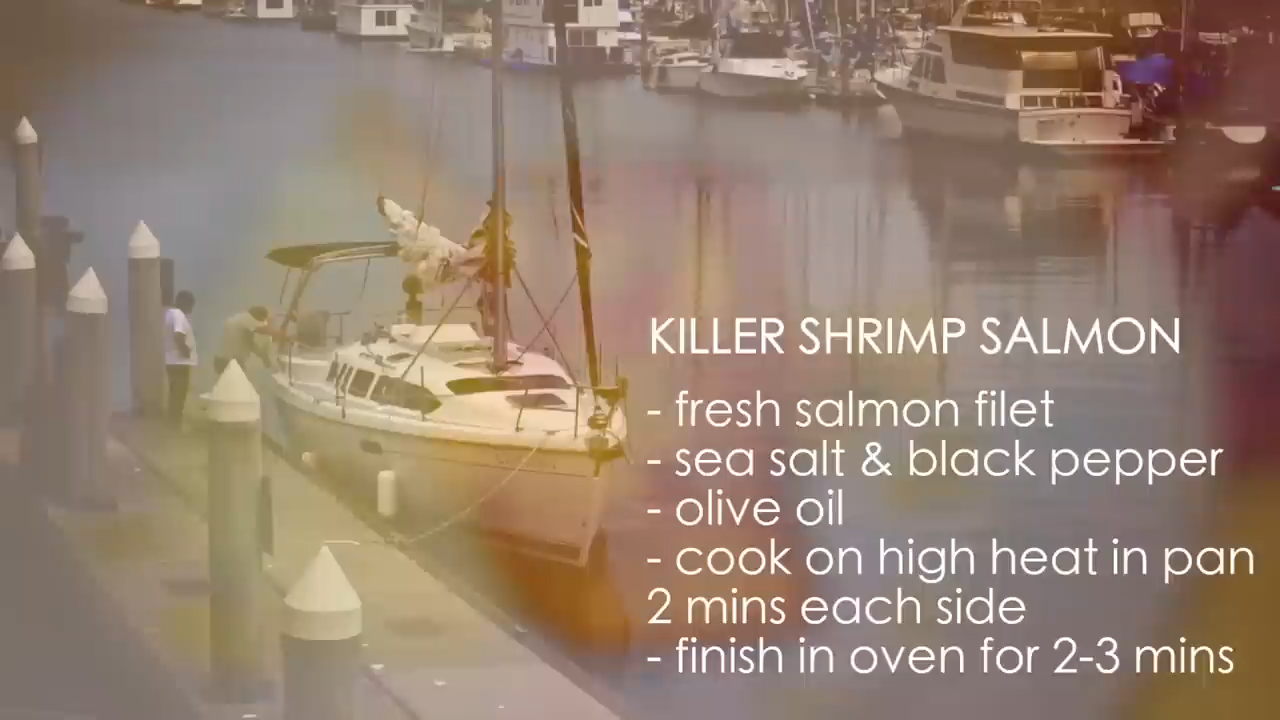 KILLER SHRIMP SALMON
- fresh salmon filet
- sea salt & black pepper
- olive oil
- cook on high heat in pan
2 mins each side
- finish in oven for 2-3 mins